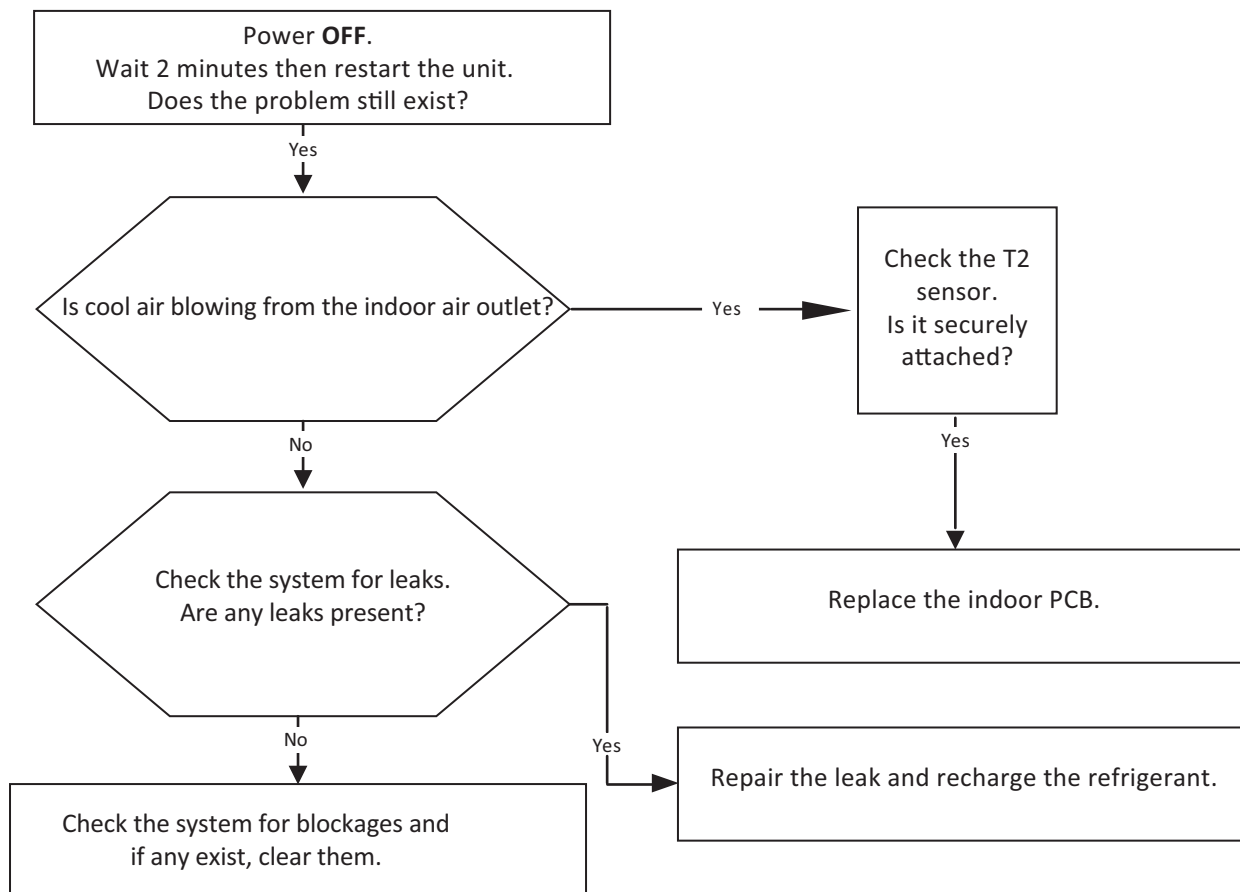 Power OFF.
Wait 2 minutes then restart the unit.
Does the problem still exist?
Yes
Is cool air blowing from the indoor air outlet?
Yes
Check the T2
sensor.
Is it securely
attached?
No
Yes
Check the system for leaks.
Are any leaks present?
Replace the indoor PCB.
No
Yes
Repair the leak and recharge the refrigerant.
Check the system for blockages and
if any exist, clear them.